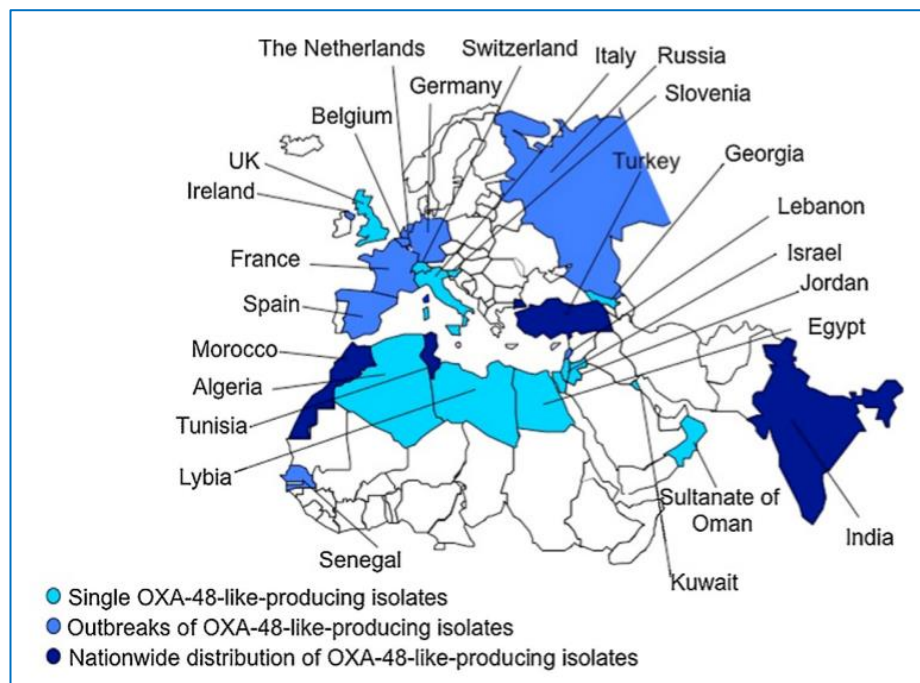 The Netherlands
Switzerland
Italy
Russia
Germany
Slovenia
Belgium
UK
Turkey
Georgia
Ireland
Lebanon
Israel
France
Jordan
Spain
Egypt
Morocco
Algeria
Tunisia
Lybia
Sultanate of
Oman
India
Senegal
Kuwait
Single OXA-48-like-producing isolates
Outbreaks of OXA-48-like-producing isolates
Nationwide distribution of OXA-48-like-producing isolates